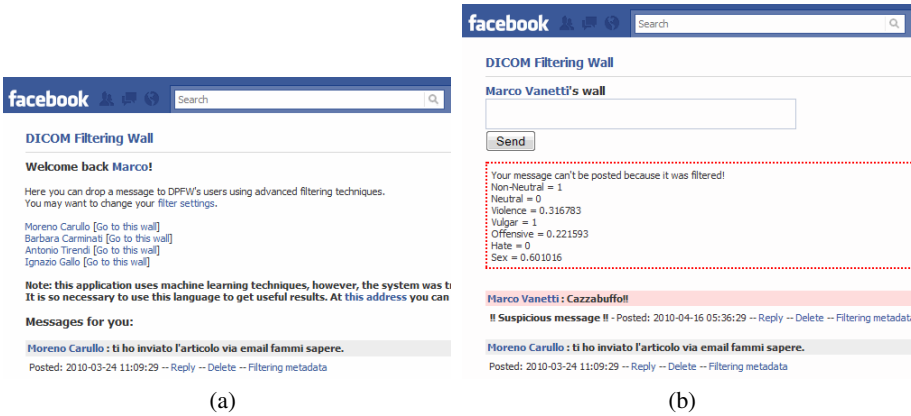 facebook Search
DICOM Filtering Wall
Welcome back Marco!
Here you can drop a message to DPFW's users using advanced filtering techniques.
You may want to change your filter settings.
Moreno Carullo [Go to this wall]
Barbara Carminati [Go to this wall]
Antonio Tirendi [Go to this wall]
Ignazio Gallo [Go to this wall]
Note: this application uses machine learning techniques, however, the system was tr
It is so necessary to use this language to get useful results. At this address you can
Messages for you:
Moreno Carullo : ti ho inviato l'articolo via email fammi sapere.
Posted: 2010-03-24 11:09:29 -- Reply -- Delete -- Filtering metadata
(a)
facebook Search
DICOM Filtering Wall
Marco Vanetti's wall
Send
Your message can't be posted because it was filtered!
Non-Neutral = 1
Neutral = 0
Violence = 0.316783
Vulgar = 1
Offensive = 0.221593
Hate = 0
Sex = 0.601016
Marco Vanetti : Cazzabuffo!!
!! Suspicious message !! - Posted: 2010-04-16 05:36:29 -- Reply -- Delete -- Filtering metadata
Moreno Carullo : ti ho inviato l'articolo via email fammi sapere.
Posted: 2010-03-24 11:09:29 -- Reply -- Delete -- Filtering metadata
(b)